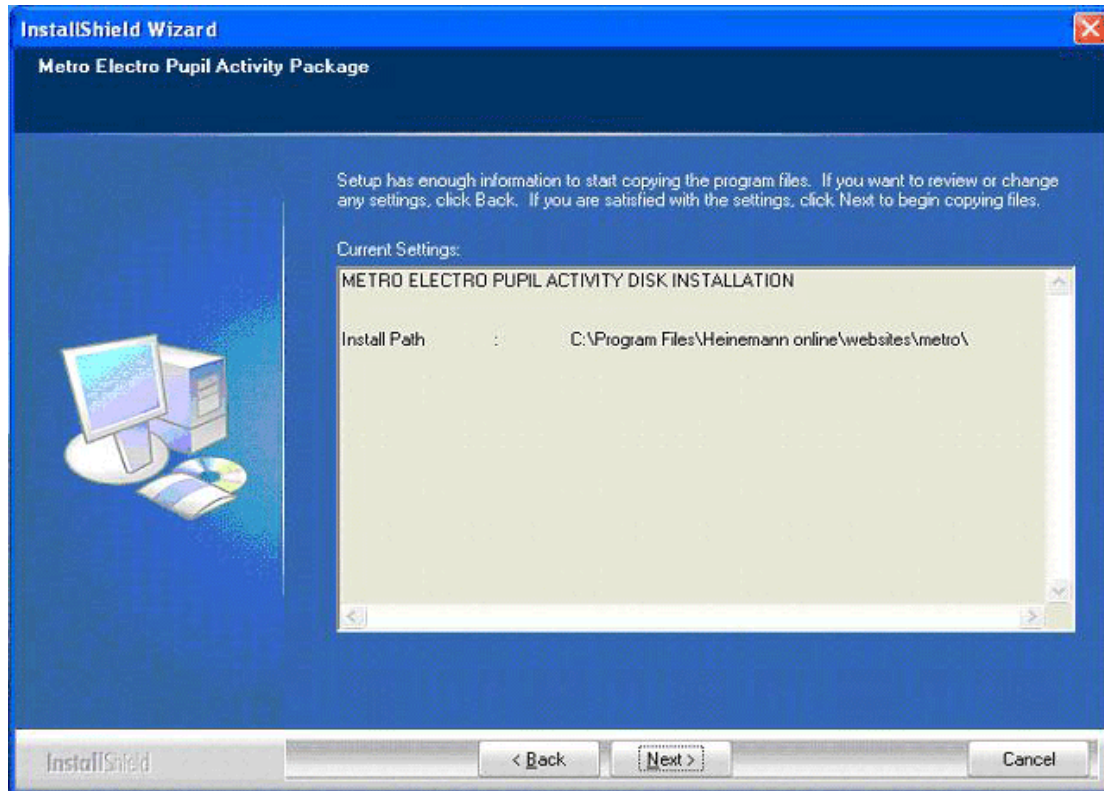 InstallShield Wizard
Metro Electro Pupil Activity Package
Setup has enough information to start copying the program files. If you want to review or change
any settings, click Back. If you are satisfied with the settings, click Next to begin copying files.
Current Settings:
METRO ELECTRO PUPIL ACTIVITY DISK INSTALLATION
Install Path : C:\Program Files\Heinemann online\websites\metro\
InstallShield
< Back Next > Cancel